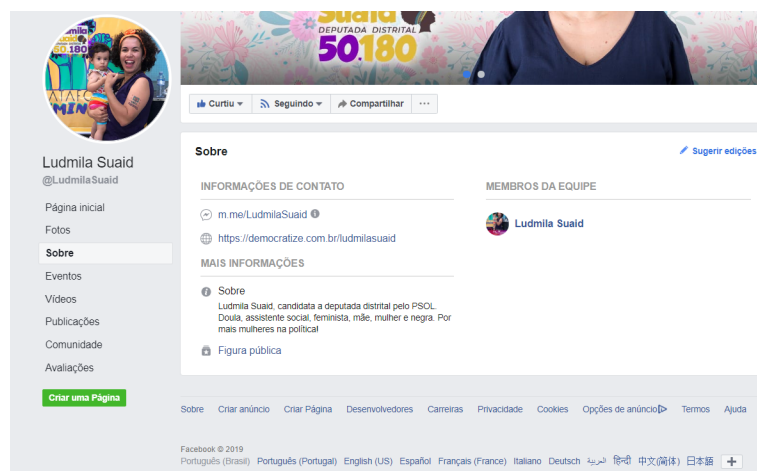 Suaid
DEPUTADA DISTRITAL
50.180
50.180
Curtiu
Seguindo
Compartilhar
Ludmila Suaid
@LudmilaSuaid
Página inicial
Fotos
Sobre
Eventos
Vídeos
Publicações
Comunidade
Avaliações
Criar uma Página
Sobre
Sugerir edições
INFORMAÇÕES DE CONTATO
m.me/LudmilaSuaid
https://democratize.com.br/ludmilasuaid
MAIS INFORMAÇÕES
Sobre
Ludmila Suaid, candidata a deputada distrital pelo PSOL.
Doula, assistente social, feminista, mãe, mulher e negra. Por
mais mulheres na política!
Figura pública
MEMBROS DA EQUIPE
Ludmila Suaid
Sobre Criar anúncio Criar Página Desenvolvedores Carreiras Privacidade Cookies Opções de anúncio Termos Ajuda
Facebook © 2019
Português (Brasil) Português (Portugal) English (US) Español Français (France) Italiano Deutsch العربية हिन्दी 中文(简体) 日本語